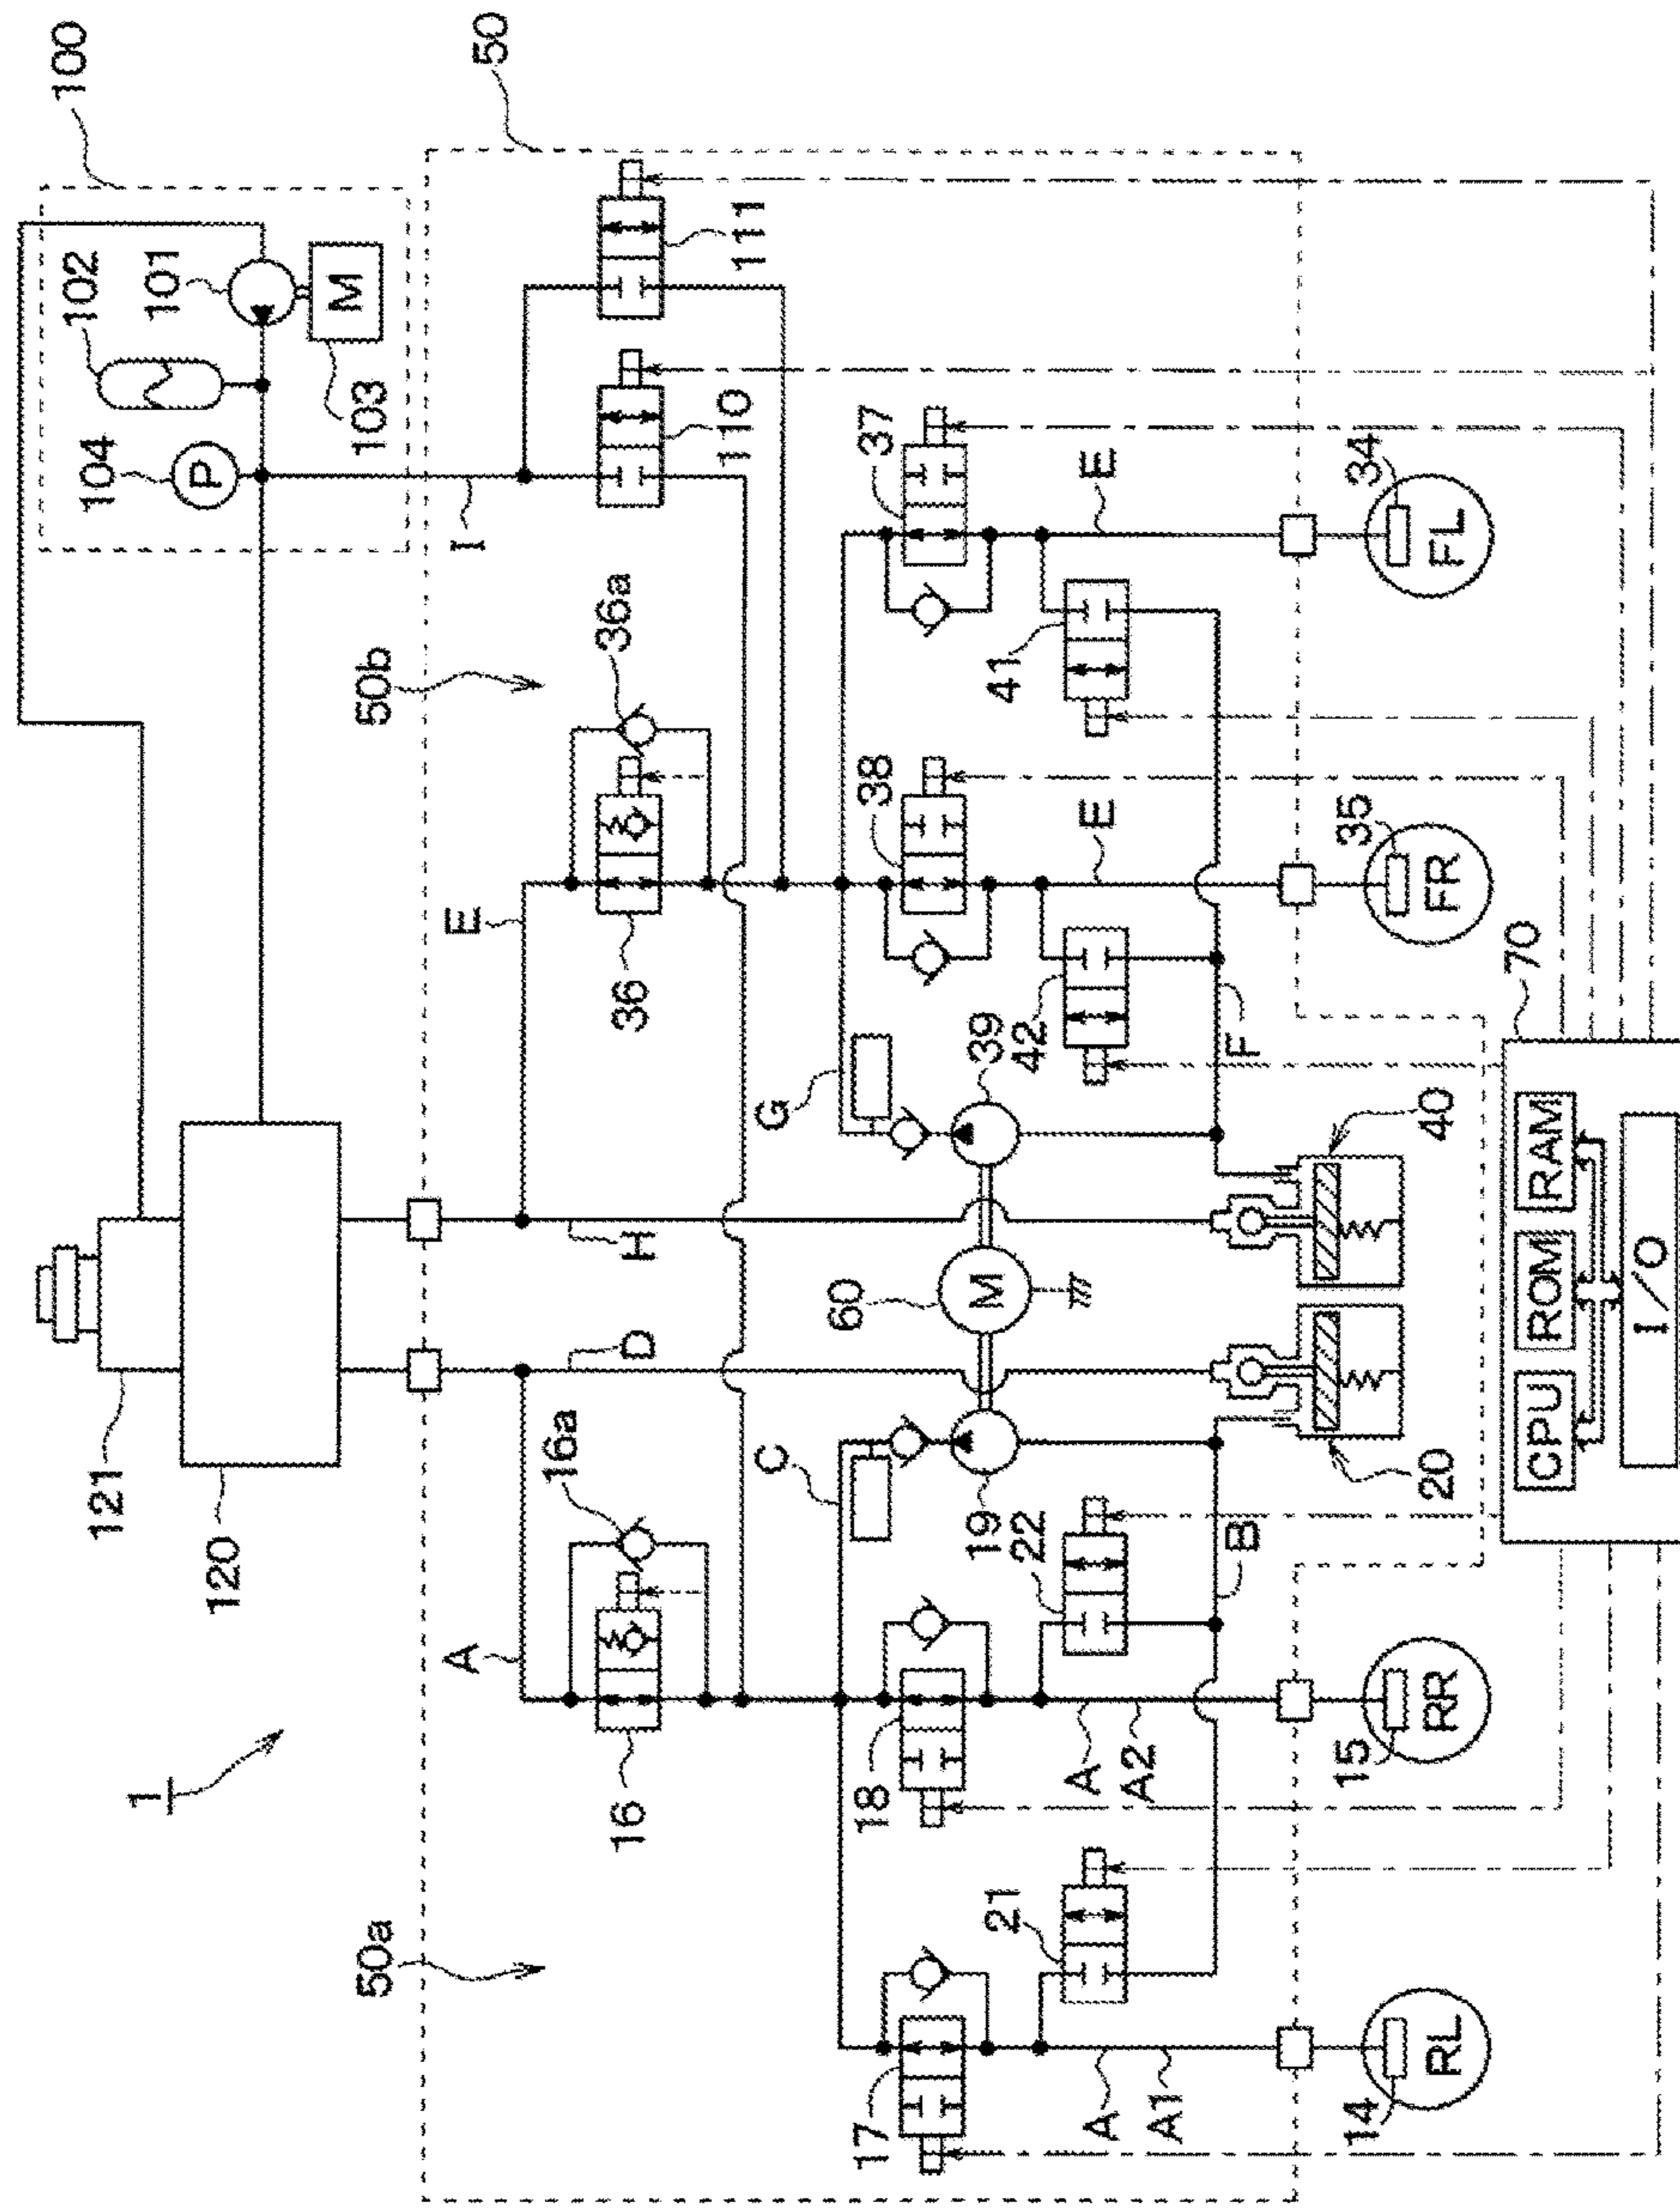 100
50
102
101
M
103
104
P
I
111
110
50b
36a
E
36
37
E
34
FL
41
38
E
35
FR
42
39
G
F
40
70
H
D
60
M
121
120
1
A
16a
16
C
19
22
B
20
RAM
ROM
CPU
I/O
18
A
A2
15
RR
50a
21
17
A
A1
14
RL